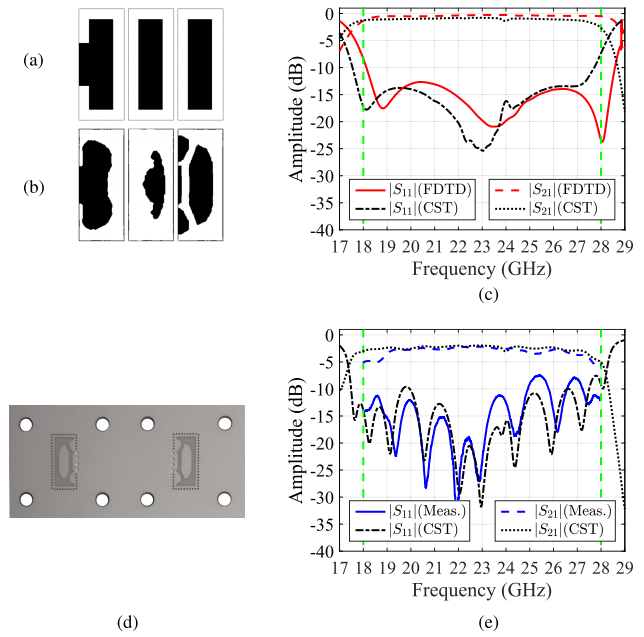 (a)
(b)
Amplitude (dB)
0
-5
-10
-15
-20
-25
-30
-35
-40
17 18 19 20 21 22 23 24 25 26 27 28 29
Frequency (GHz)
|S11|(FDTD)
|S11|(CST)
|S21|(FDTD)
|S21|(CST)
(c)
(d)
Amplitude (dB)
0
-5
-10
-15
-20
-25
-30
-35
-40
17 18 19 20 21 22 23 24 25 26 27 28 29
Frequency (GHz)
|S11|(Meas.)
|S11|(CST)
|S21|(Meas.)
|S21|(CST)
(e)